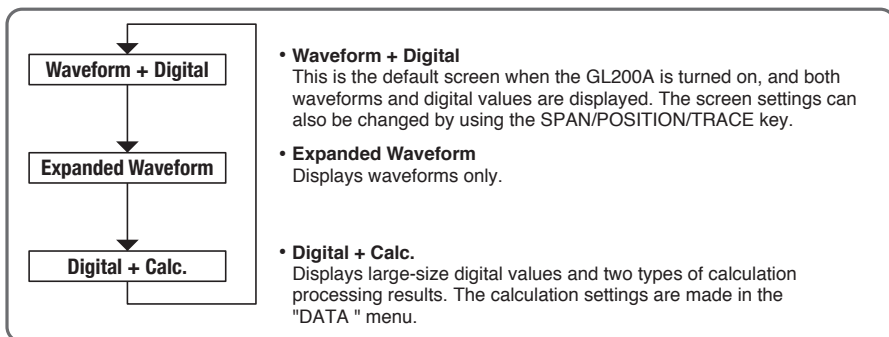 Waveform + Digital
Expanded Waveform
Digital + Calc.
• Waveform + Digital
This is the default screen when the GL200A is turned on, and both
waveforms and digital values are displayed. The screen settings can
also be changed by using the SPAN/POSITION/TRACE key.
• Expanded Waveform
Displays waveforms only.
• Digital + Calc.
Displays large-size digital values and two types of calculation
processing results. The calculation settings are made in the
"DATA " menu.